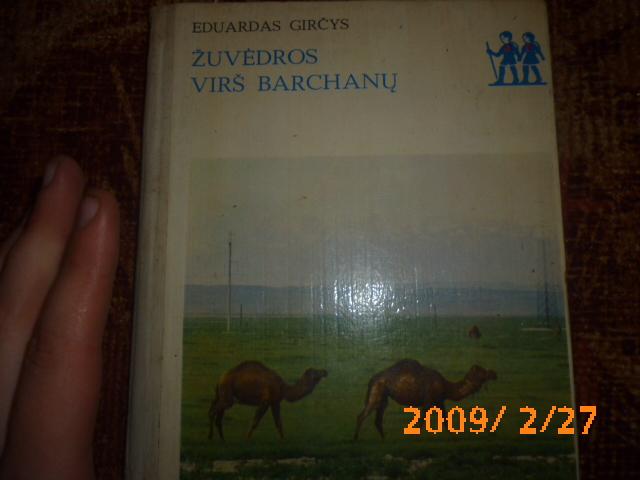 EDUARDAS GIRČYS
ŽUVĖDROS
VIRŠ BARCHANŲ
2009/ 2/27